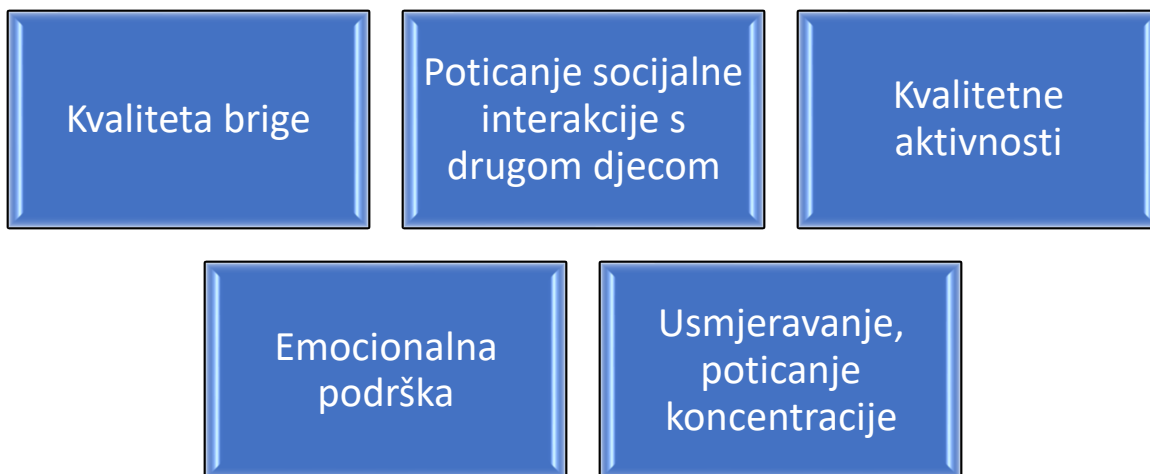 Kvaliteta brige
Poticanje socijalne
interakcije s
drugom djecom
Kvalitetne
aktivnosti
Emocionalna
podrška
Usmjeravanje,
poticanje
koncentracije